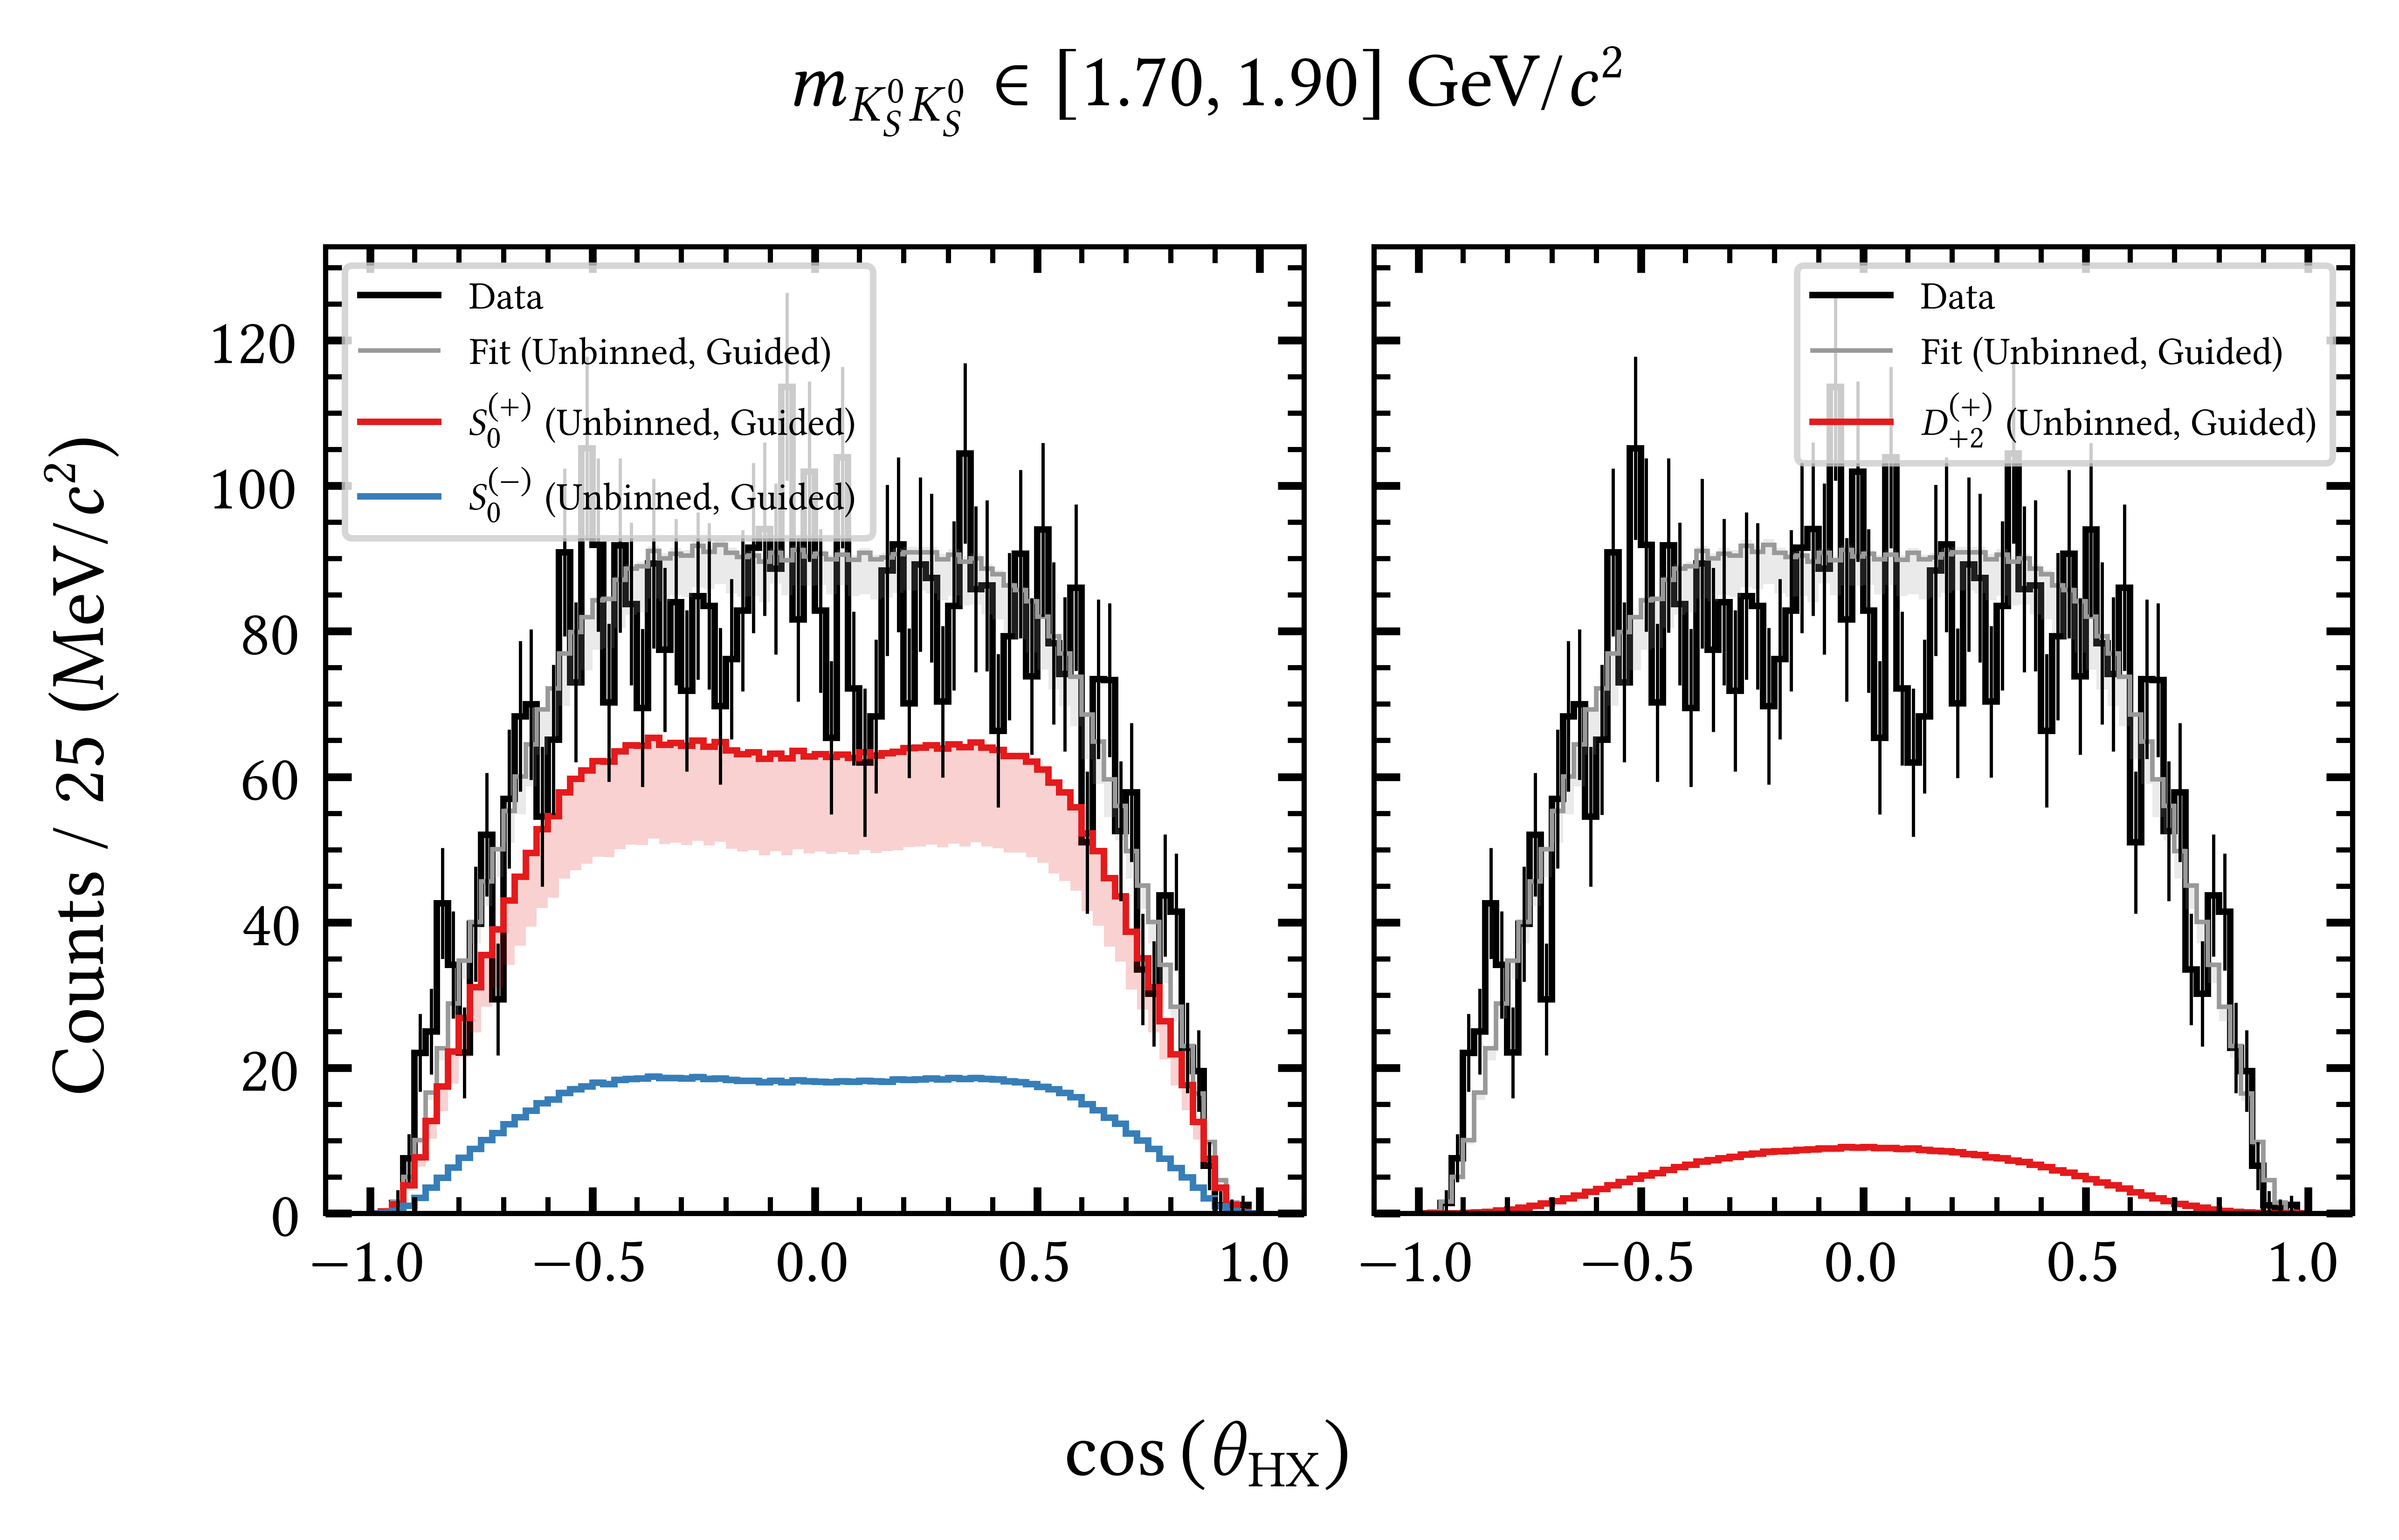 m_{K_S^0 K_S^0} ∈ [1.70, 1.90] GeV/c²
Counts / 25 (MeV/c²)
120
100
80
60
40
20
0
Data
Fit (Unbinned, Guided)
S_0^{(+)} (Unbinned, Guided)
S_0^{(−)} (Unbinned, Guided)
Data
Fit (Unbinned, Guided)
D_{+2}^{(+)} (Unbinned, Guided)
−1.0 −0.5 0.0 0.5 1.0
−1.0 −0.5 0.0 0.5 1.0
cos (θ_{HX})